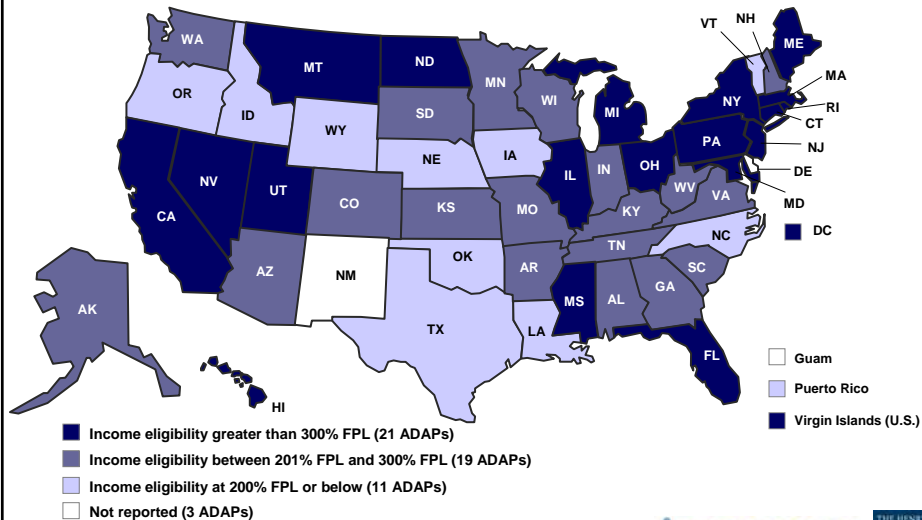 VT
NH
WA
ME
MT
ND
MN
MA
OR
ID
SD
WI
MI
NY
RI
WY
CT
PA
NJ
NE
IA
NV
UT
IL
IN
OH
DE
CO
WV
VA
MD
CA
KS
MO
KY
DC
NC
TN
AZ
NM
OK
AR
SC
AK
MS
AL
GA
TX
LA
FL
Guam
Puerto Rico
HI
Virgin Islands (U.S.)
Income eligibility greater than 300% FPL (21 ADAPs)
Income eligibility between 201% FPL and 300% FPL (19 ADAPs)
Income eligibility at 200% FPL or below (11 ADAPs)
Not reported (3 ADAPs)